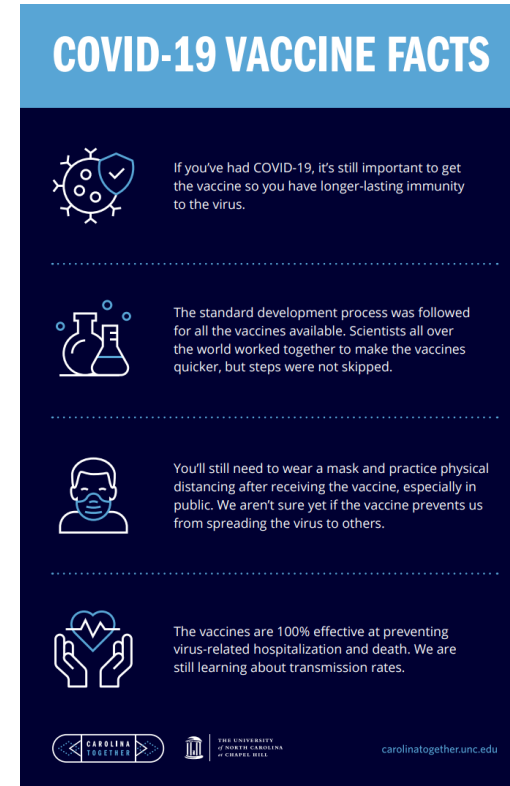 COVID-19 VACCINE FACTS
If you've had COVID-19, it's still important to get
the vaccine so you have longer-lasting immunity
to the virus.
The standard development process was followed
for all the vaccines available. Scientists all over
the world worked together to make the vaccines
quicker, but steps were not skipped.
You'll still need to wear a mask and practice physical
distancing after receiving the vaccine, especially in
public. We aren't sure yet if the vaccine prevents us
from spreading the virus to others.
The vaccines are 100% effective at preventing
virus-related hospitalization and death. We are
still learning about transmission rates.
CAROLINA
TOGETHER
THE UNIVERSITY
of NORTH CAROLINA
at CHAPEL HILL
carolinatogether.unc.edu